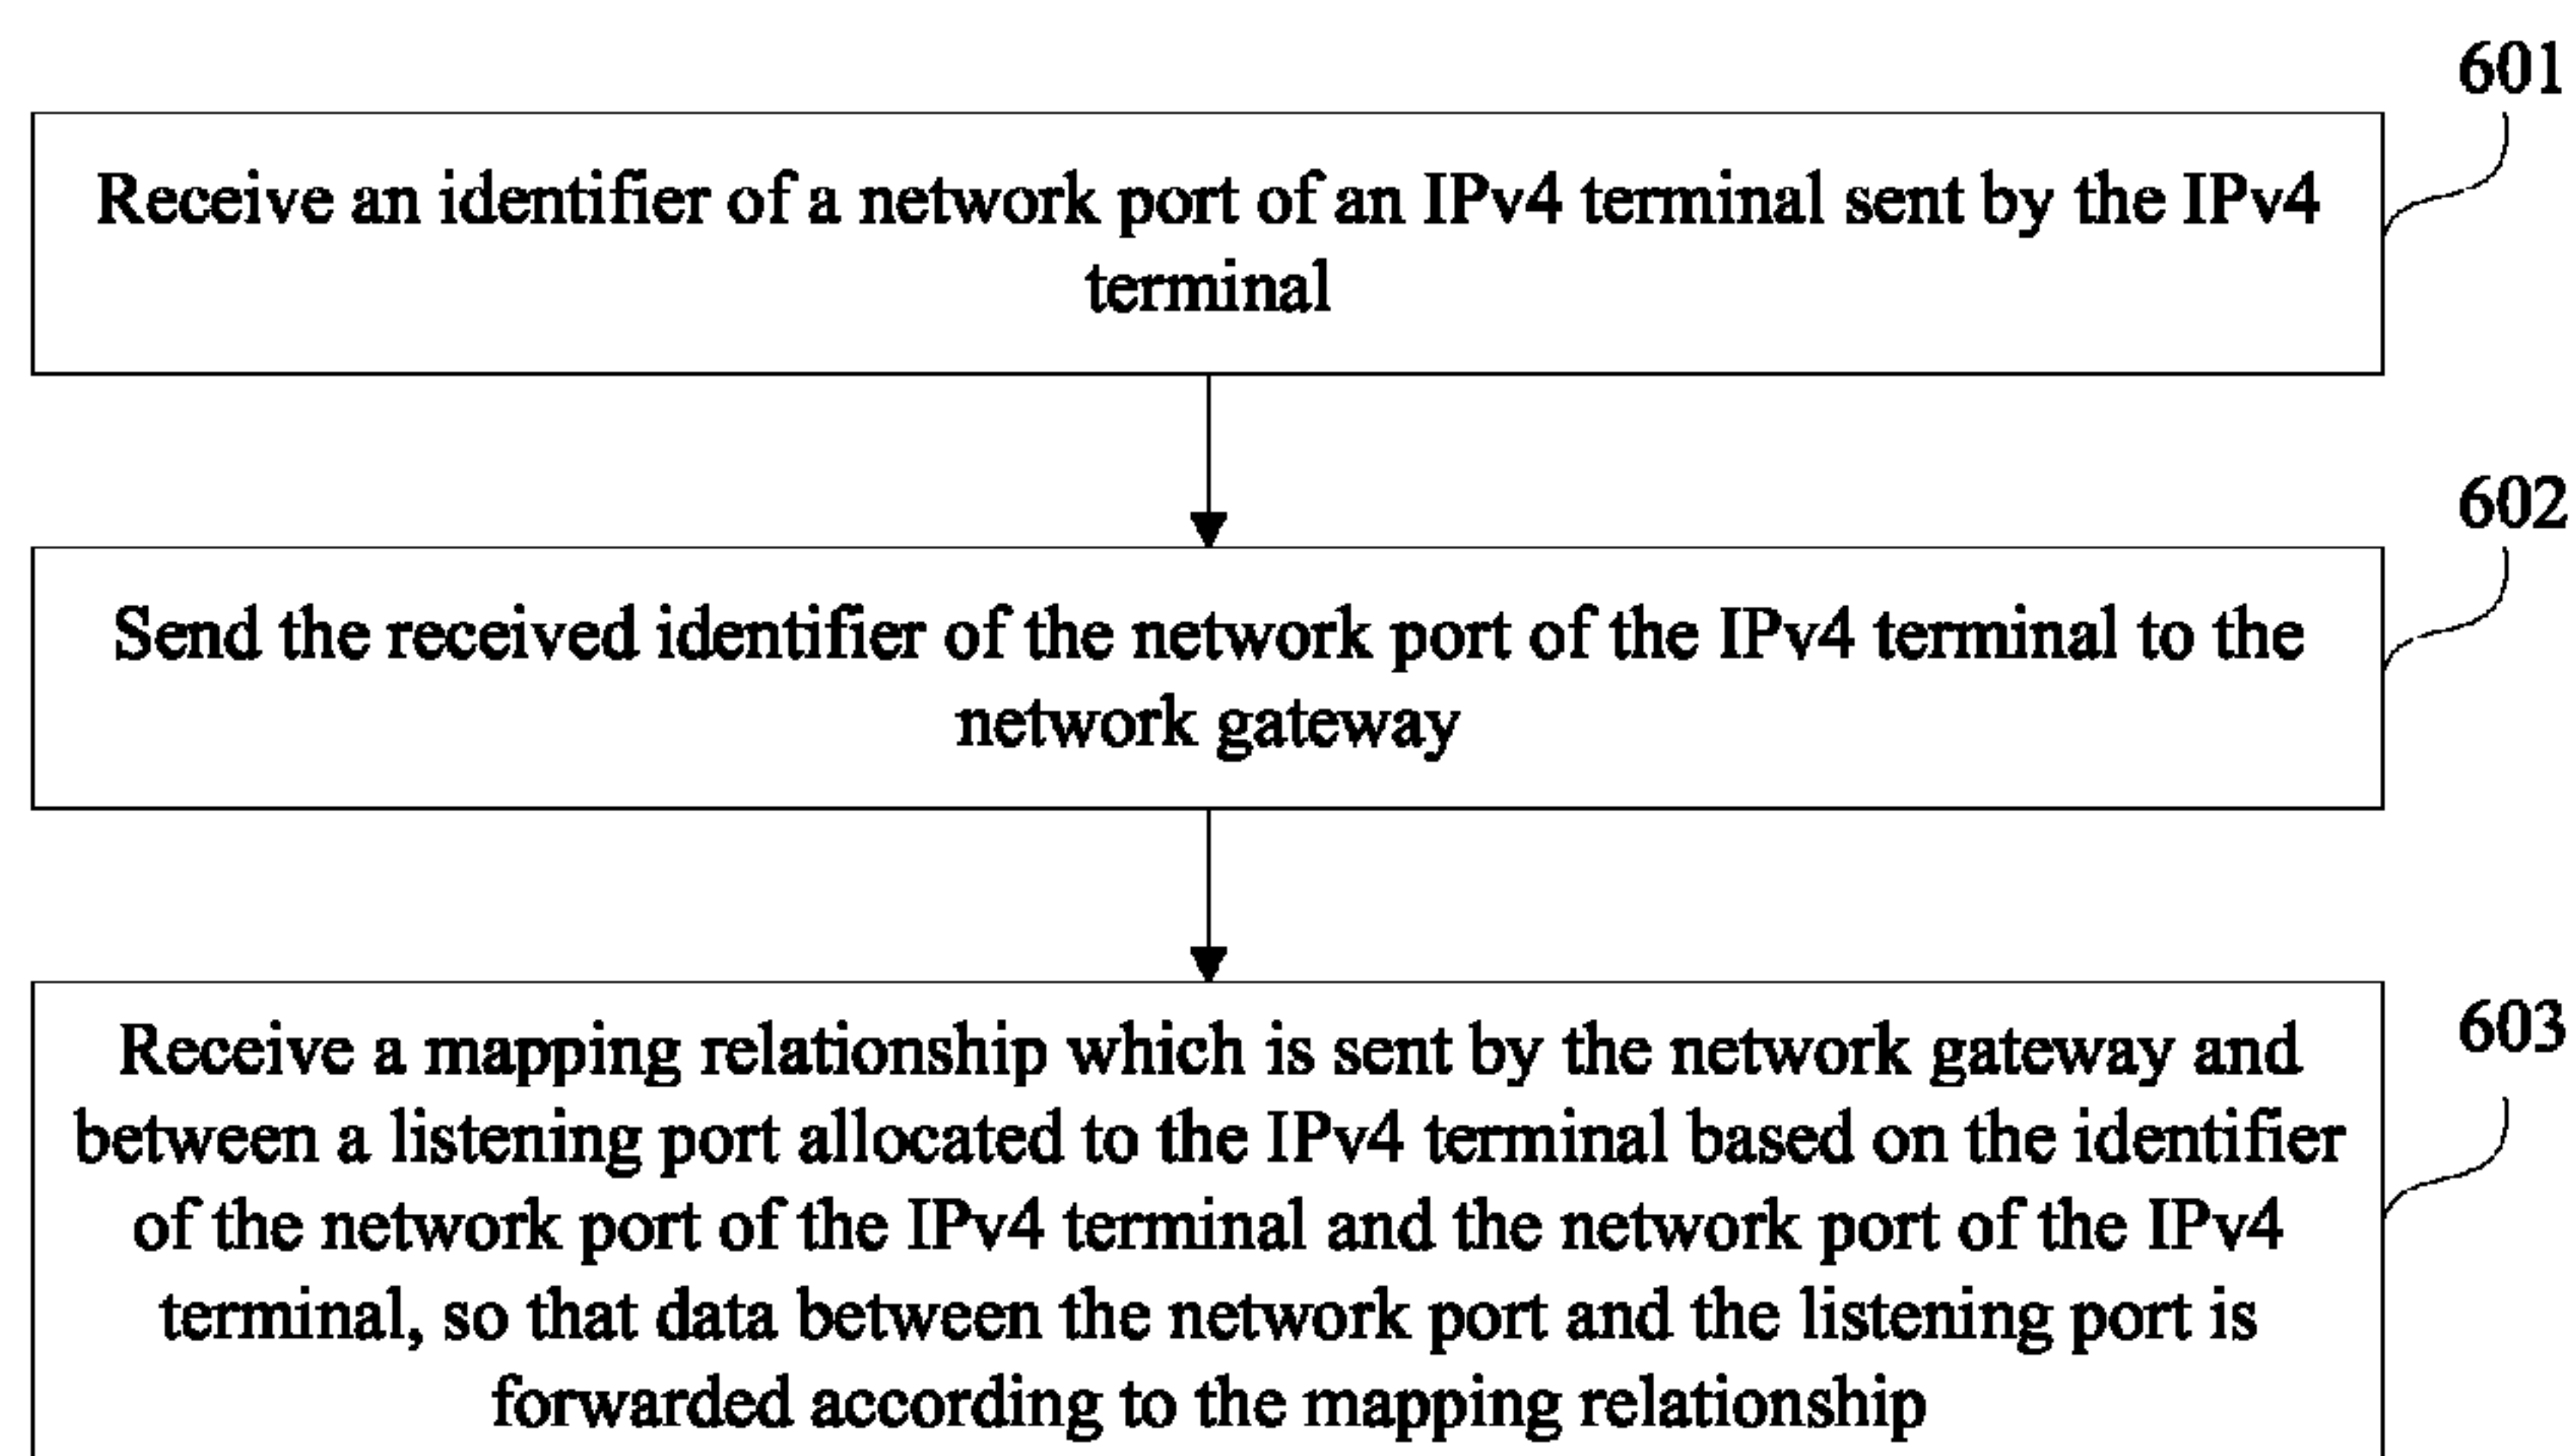 601
Receive an identifier of a network port of an IPv4 terminal sent by the IPv4
terminal
602
Send the received identifier of the network port of the IPv4 terminal to the
network gateway
603
Receive a mapping relationship which is sent by the network gateway and
between a listening port allocated to the IPv4 terminal based on the identifier
of the network port of the IPv4 terminal and the network port of the IPv4
terminal, so that data between the network port and the listening port is
forwarded according to the mapping relationship